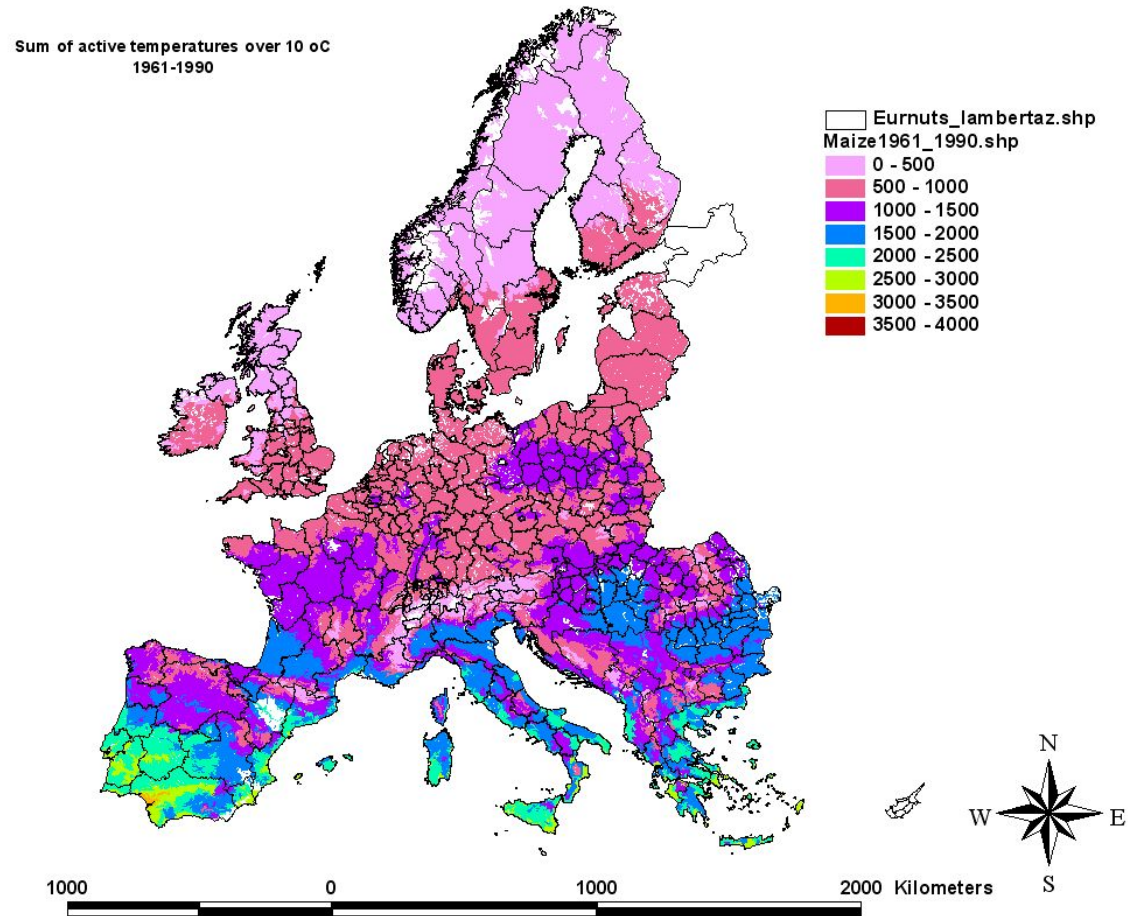 Sum of active temperatures over 10 oC
1961-1990
Eurnuts_lambertaz.shp
Maize1961_1990.shp
0 - 500
500 - 1000
1000 - 1500
1500 - 2000
2000 - 2500
2500 - 3000
3000 - 3500
3500 - 4000
N
W E
S
1000 0 1000 2000 Kilometers